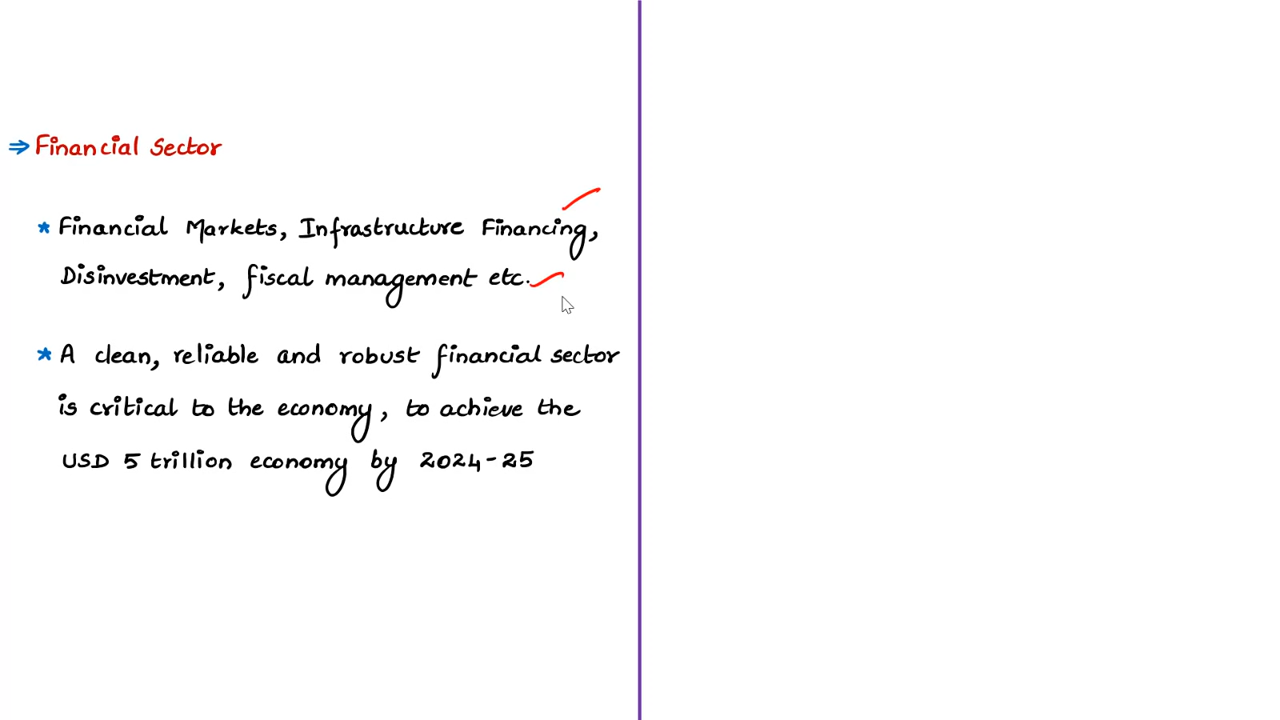 ⇒ Financial Sector
* Financial Markets, Infrastructure Financing,
Disinvestment, fiscal management etc.
* A clean, reliable and robust financial sector
is critical to the economy, to achieve the
USD 5 trillion economy by 2024-25